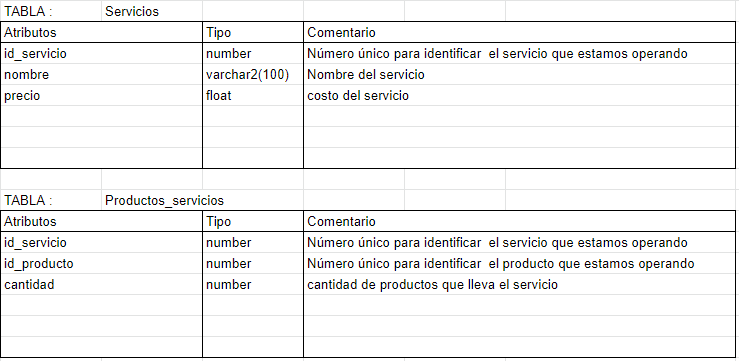 TABLA : Servicios
Atributos Tipo Comentario
id_servicio number Número único para identificar  el servicio que estamos operando
nombre varchar2(100) Nombre del servicio
precio float costo del servicio
TABLA : Productos_servicios
Atributos Tipo Comentario
id_servicio number Número único para identificar  el servicio que estamos operando
id_producto number Número único para identificar  el producto que estamos operando
cantidad number cantidad de productos que lleva el servicio